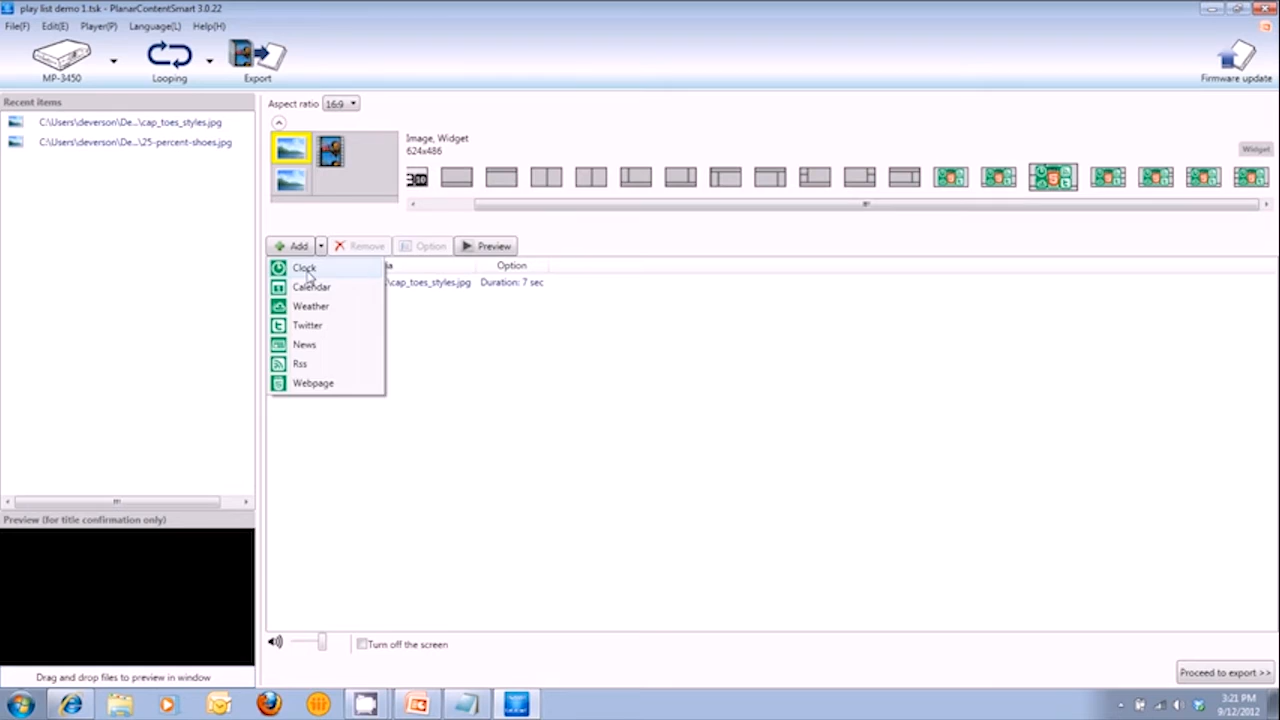 play list demo 1.tsk - PlanarContentSmart 3.0.22
File(F) Edit(E) Player(P) Language(L) Help(H)
MP-3450 Looping Export Firmware update
Recent items
C:\Users\deverson\De...\cap_toes_styles.jpg
C:\Users\deverson\De...\25-percent-shoes.jpg
Aspect ratio 16:9
Image, Widget
624x486
Widget
Add Remove Option Preview
ia Option
\cap_toes_styles.jpg Duration: 7 sec
Clock
Calendar
Weather
Twitter
News
Rss
Webpage
Preview (for title confirmation only)
Drag and drop files to preview in window
Turn off the screen
Proceed to export >>
3:21 PM
9/12/2012